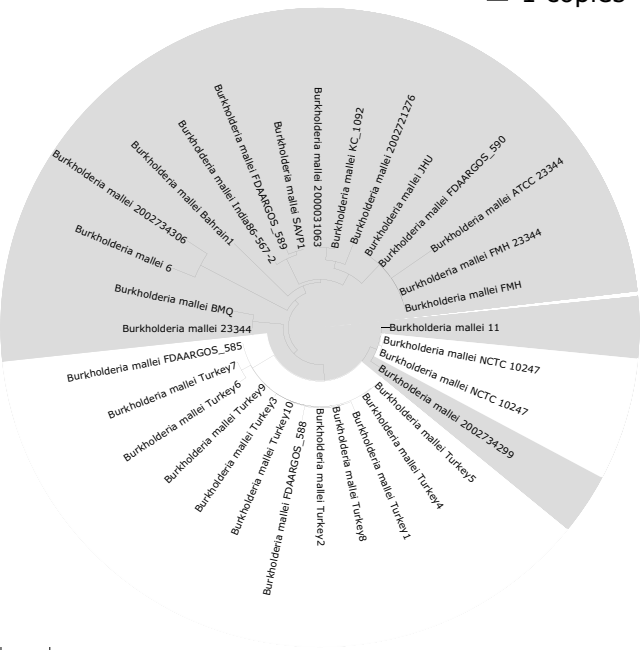 1 copies
Burkholderia mallei 2002734306
Burkholderia mallei Bahrain1
Burkholderia mallei India86-567-2
Burkholderia mallei FDAARGOS_589
Burkholderia mallei SAVP1
Burkholderia mallei 2000031063
Burkholderia mallei KC_1092
Burkholderia mallei 2002721276
Burkholderia mallei JHU
Burkholderia mallei FDAARGOS_590
Burkholderia mallei ATCC 23344
Burkholderia mallei FMH 23344
Burkholderia mallei FMH
Burkholderia mallei 11
Burkholderia mallei NCTC 10247
Burkholderia mallei NCTC 10247
Burkholderia mallei 2002734299
Burkholderia mallei Turkey5
Burkholderia mallei Turkey4
Burkholderia mallei Turkey1
Burkholderia mallei Turkey8
Burkholderia mallei Turkey2
Burkholderia mallei FDAARGOS_588
Burkholderia mallei Turkey10
Burkholderia mallei Turkey3
Burkholderia mallei Turkey9
Burkholderia mallei Turkey6
Burkholderia mallei Turkey7
Burkholderia mallei FDAARGOS_585
Burkholderia mallei 23344
Burkholderia mallei BMQ
Burkholderia mallei 6